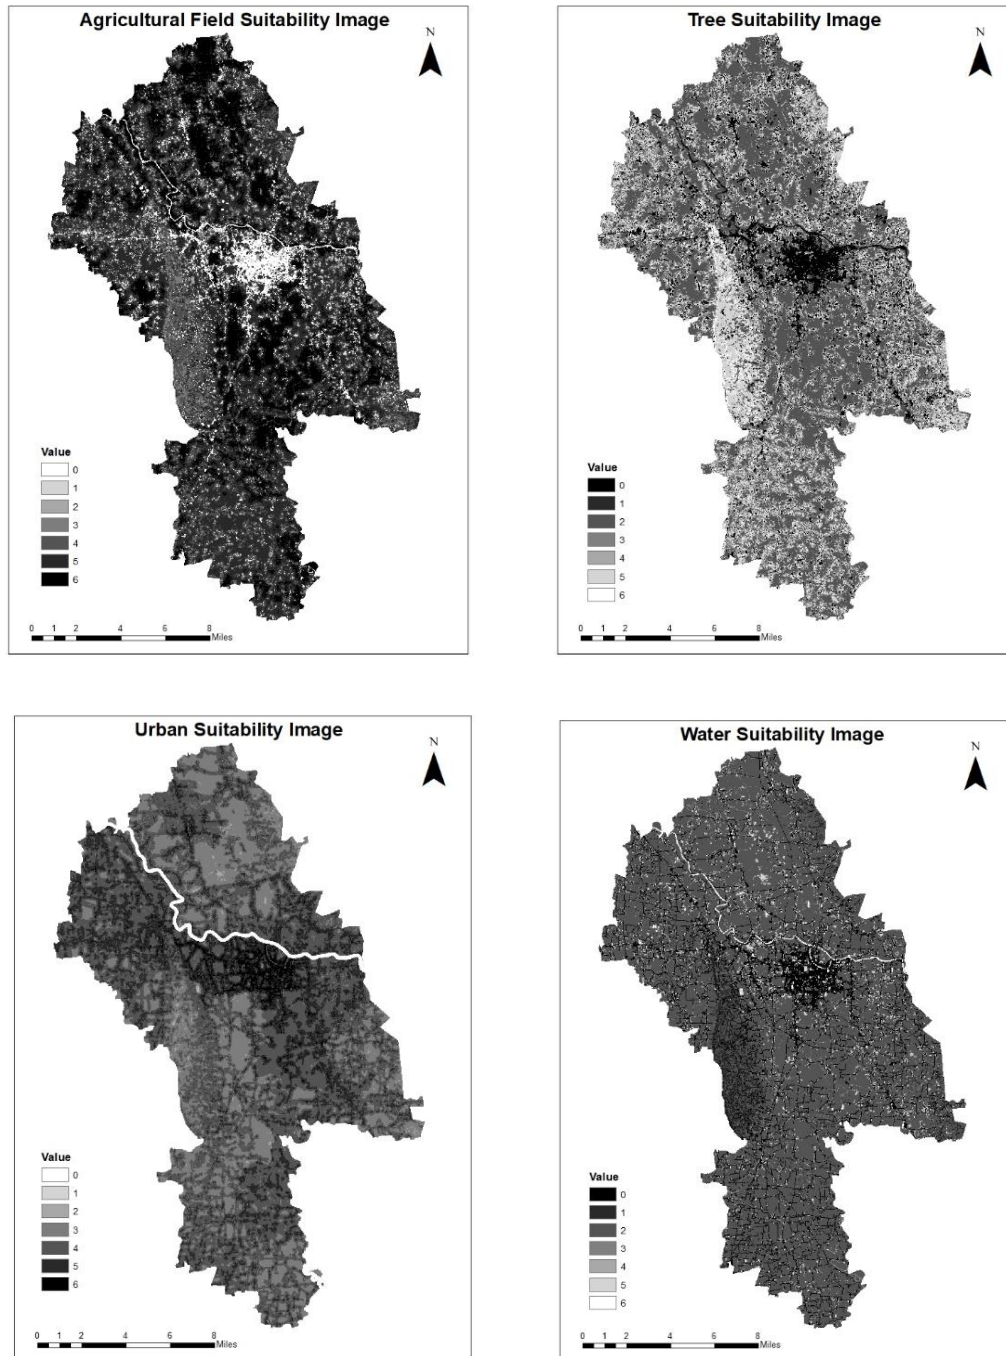 Agricultural Field Suitability Image
N
Value
0
1
2
3
4
5
6
0 1 2 4 6 8
Miles
Tree Suitability Image
N
Value
0
1
2
3
4
5
6
0 1 2 4 6 8
Miles
Urban Suitability Image
N
Value
0
1
2
3
4
5
6
0 1 2 4 6 8
Miles
Water Suitability Image
N
Value
0
1
2
3
4
5
6
0 1 2 4 6 8
Miles